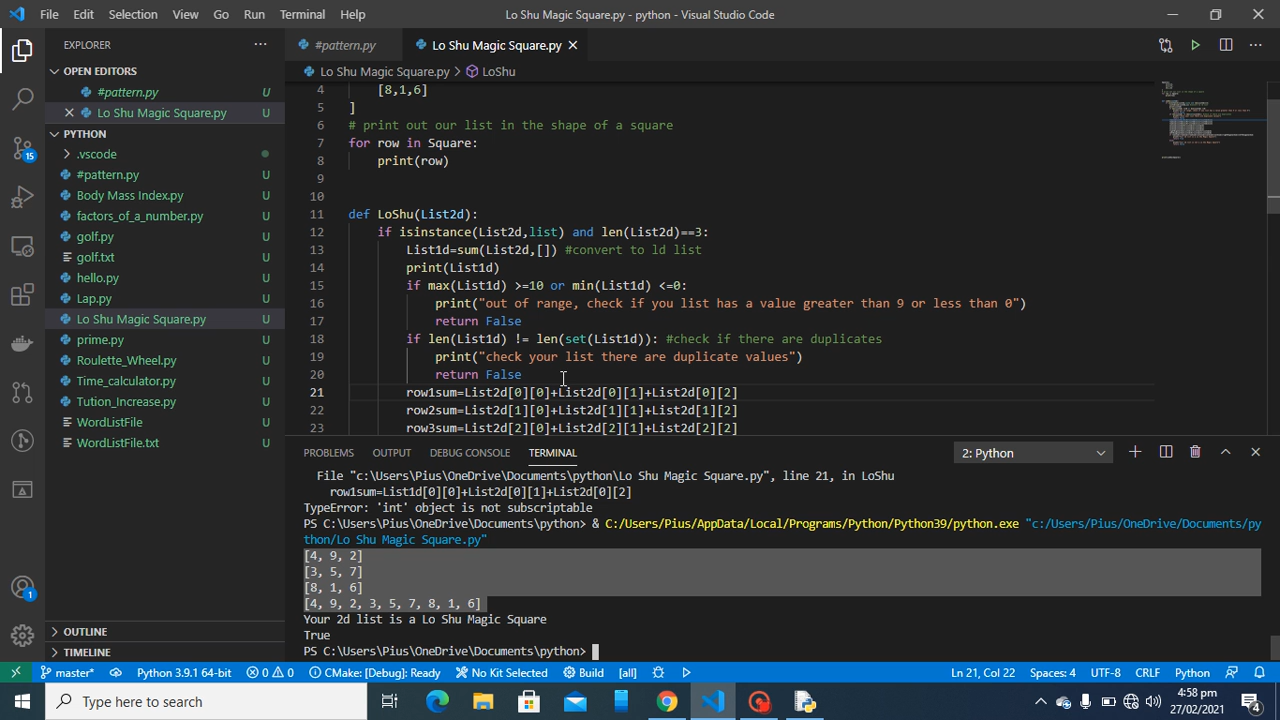 File Edit Selection View Go Run Terminal Help Lo Shu Magic Square.py - python - Visual Studio Code
EXPLORER
OPEN EDITORS
#pattern.py U
Lo Shu Magic Square.py U
PYTHON
.vscode
#pattern.py U
Body Mass Index.py U
factors_of_a_number.py U
golf.py U
golf.txt U
hello.py U
Lap.py U
Lo Shu Magic Square.py U
prime.py U
Roulette_Wheel.py U
Time_calculator.py U
Tution_Increase.py U
WordListFile U
WordListFile.txt U
OUTLINE
TIMELINE
15
1
#pattern.py Lo Shu Magic Square.py
Lo Shu Magic Square.py > LoShu
4 [8,1,6]
5 ]
6 # print out our list in the shape of a square
7 for row in Square:
8 print(row)
9
10
11 def LoShu(List2d):
12 if isinstance(List2d,list) and len(List2d)==3:
13 List1d=sum(List2d,[]) #convert to 1d list
14 print(List1d)
15 if max(List1d) >=10 or min(List1d) <=0:
16 print("out of range, check if you list has a value greater than 9 or less than 0")
17 return False
18 if len(List1d) != len(set(List1d)): #check if there are duplicates
19 print("check your list there are duplicate values")
20 return False
21 row1sum=List2d[0][0]+List2d[0][1]+List2d[0][2]
22 row2sum=List2d[1][0]+List2d[1][1]+List2d[1][2]
23 row3sum=List2d[2][0]+List2d[2][1]+List2d[2][2]
PROBLEMS OUTPUT DEBUG CONSOLE TERMINAL 2: Python
File "c:\Users\Pius\OneDrive\Documents\python\Lo Shu Magic Square.py", line 21, in LoShu
row1sum=List1d[0][0]+List2d[0][1]+List2d[0][2]
TypeError: 'int' object is not subscriptable
PS C:\Users\Pius\OneDrive\Documents\python> & C:/Users/Pius/AppData/Local/Programs/Python/Python39/python.exe "c:/Users/Pius/OneDrive/Documents/py
thon/Lo Shu Magic Square.py"
[4, 9, 2]
[3, 5, 7]
[8, 1, 6]
[4, 9, 2, 3, 5, 7, 8, 1, 6]
Your 2d list is a Lo Shu Magic Square
True
PS C:\Users\Pius\OneDrive\Documents\python>
master* Python 3.9.1 64-bit 0 0 CMake: [Debug]: Ready No Kit Selected Build [all] Ln 21, Col 22 Spaces: 4 UTF-8 CRLF Python
Type here to search
4:58 pm
27/02/2021
4